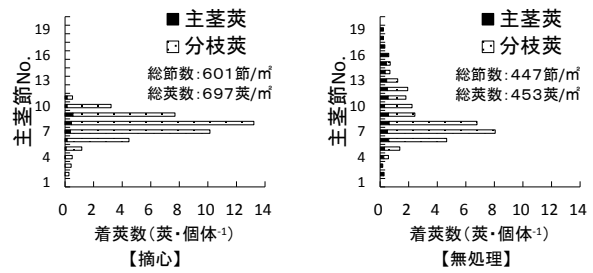 ■ 主茎莢
□ 分枝莢
総節数：601節/㎡
総莢数：697莢/㎡
主茎節No.
19
16
13
10
7
4
1
0 2 4 6 8 10 12 14
着莢数（莢・個体-1）
【摘心】
■ 主茎莢
□ 分枝莢
総節数：447節/㎡
総莢数：453莢/㎡
主茎節No.
19
16
13
10
7
4
1
0 2 4 6 8 10 12 14
着莢数（莢・個体-1）
【無処理】